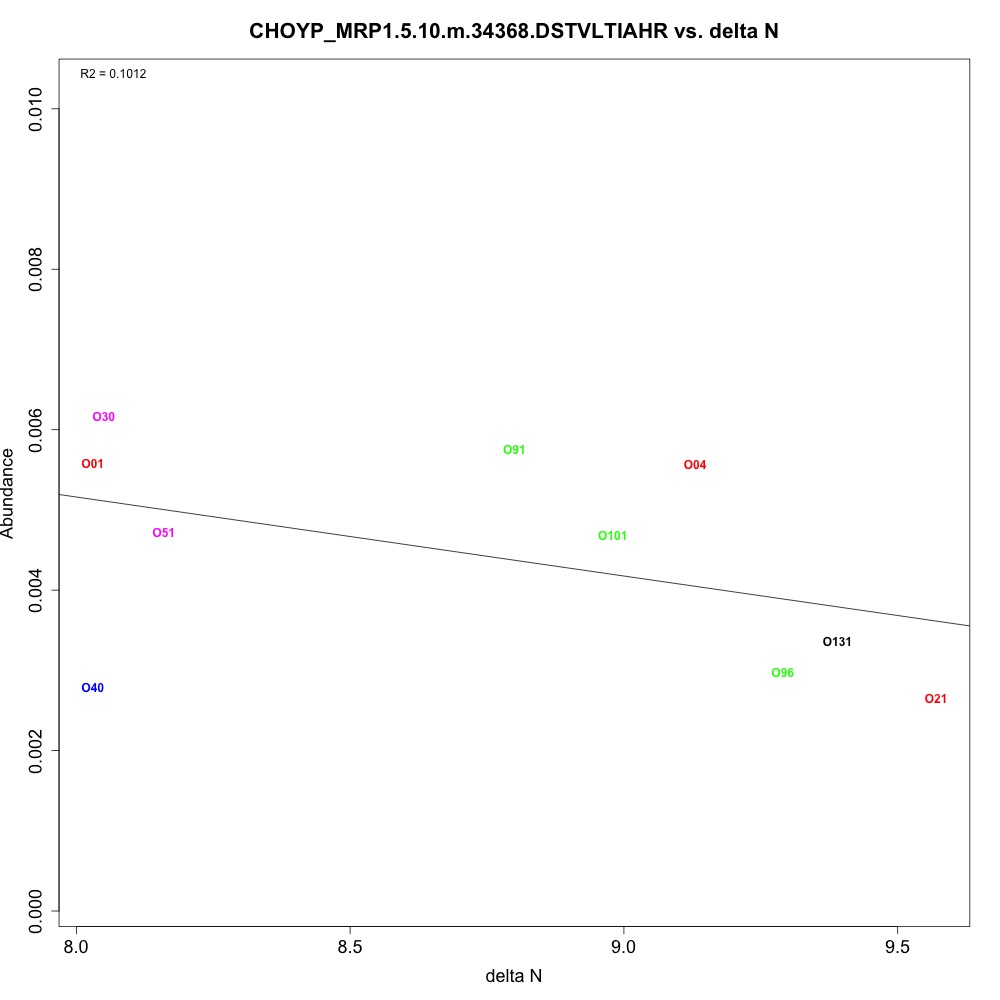 CHOYP_MRP1.5.10.m.34368.DSTVLTIAHR vs. delta N
R2 = 0.1012
0.010
0.008
0.006
0.004
0.002
0.000
Abundance
O30
O01
O51
O40
O91
O101
O04
O131
O96
O21
8.0
8.5
9.0
9.5
delta N